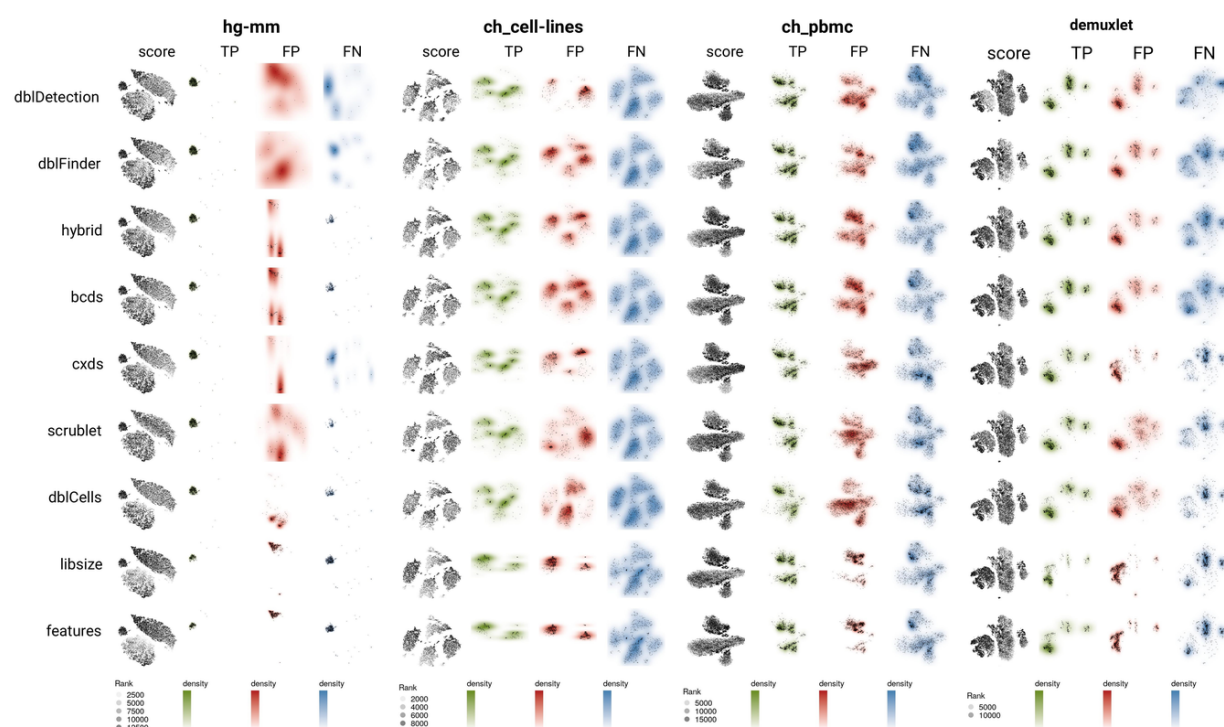 hg-mm ch_cell-lines ch_pbmc demuxlet
score TP FP FN score TP FP FN score TP FP FN score TP FP FN
dblDetection
dblFinder
hybrid
bcds
cxds
scrublet
dblCells
libsize
features
Rank density density density Rank density density density Rank density density density Rank density density density
2500 2000 5000 5000
5000 4000 10000 10000
7500 6000 15000
10000 8000